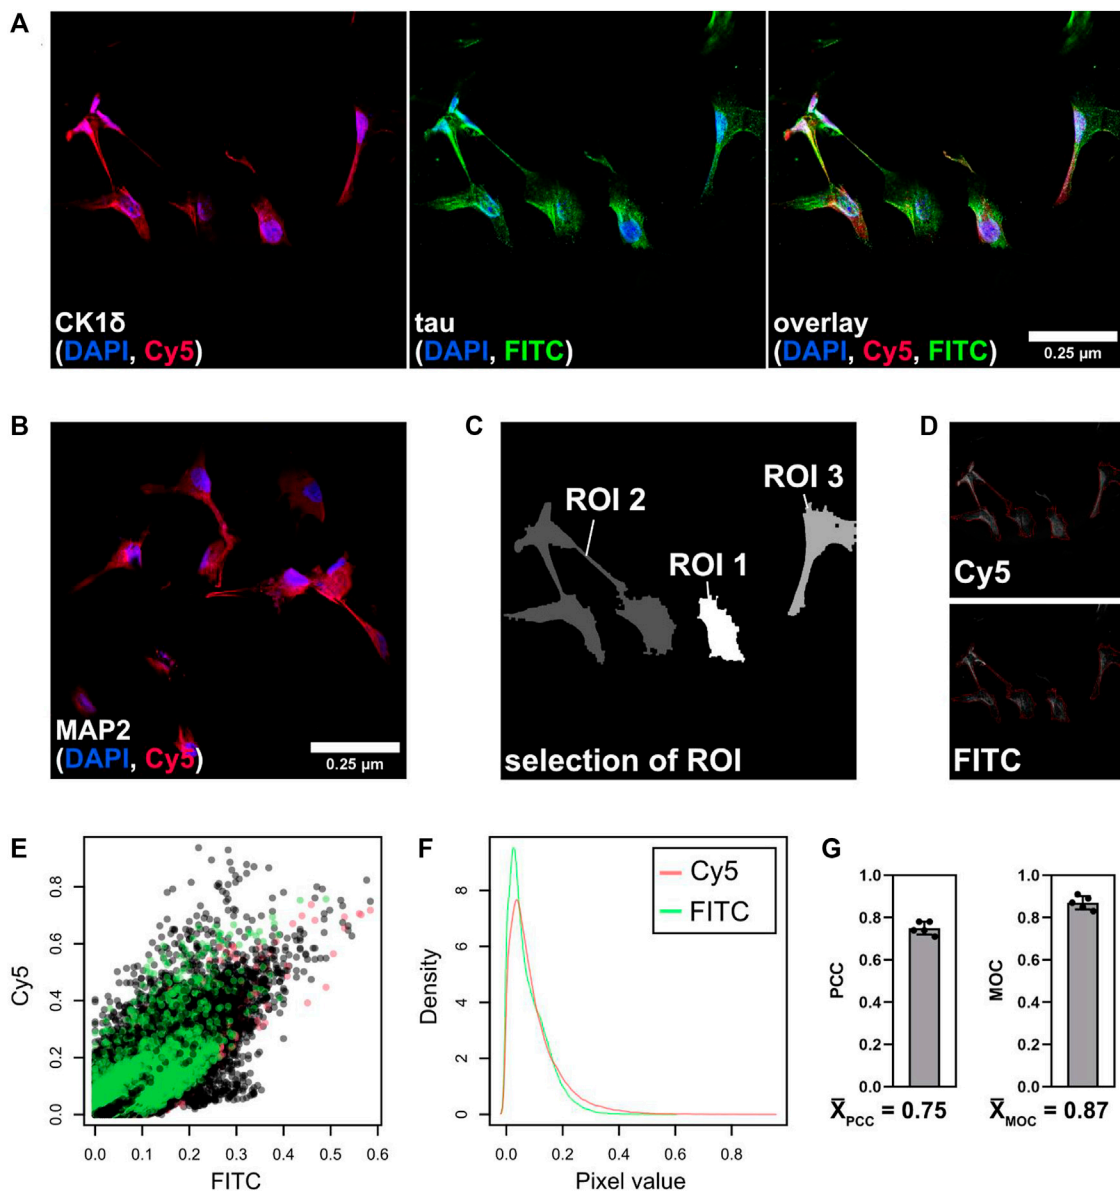 A
CK1δ
(DAPI, Cy5)
tau
(DAPI, FITC)
overlay
(DAPI, Cy5, FITC)
0.25 µm
B
MAP2
(DAPI, Cy5)
0.25 µm
C
ROI 1
ROI 2
ROI 3
selection of ROI
D
Cy5
FITC
E
Cy5
0.8
0.6
0.4
0.2
0.0
0.0 0.1 0.2 0.3 0.4 0.5 0.6
FITC
F
Density
8
6
4
2
0
Cy5
FITC
0.0 0.2 0.4 0.6 0.8
Pixel value
G
PCC
1.0
0.8
0.6
0.4
0.2
0.0
X̅PCC = 0.75
MOC
1.0
0.8
0.6
0.4
0.2
0.0
X̅MOC = 0.87